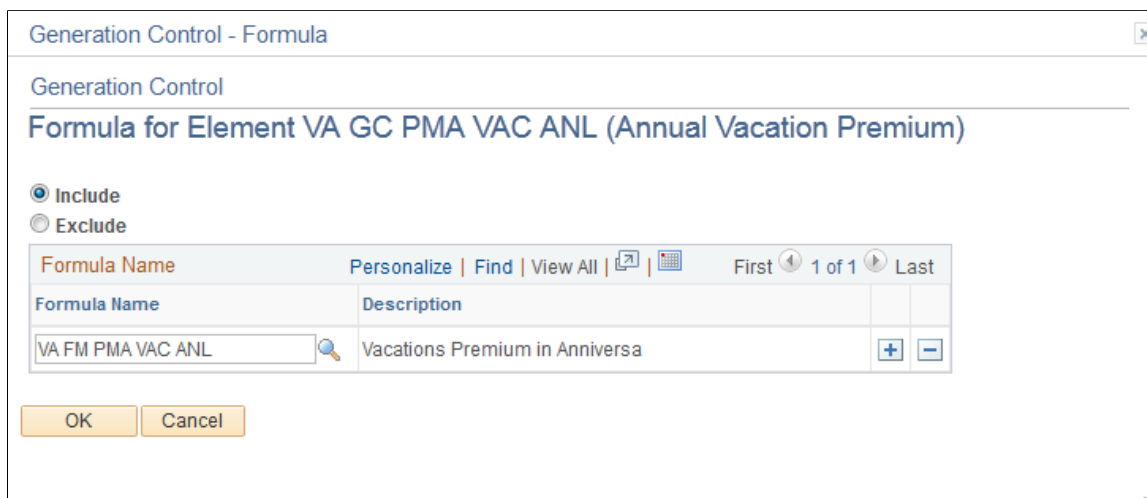 Generation Control - Formula
Generation Control
Formula for Element VA GC PMA VAC ANL (Annual Vacation Premium)
Include
Exclude
Formula Name Personalize | Find | View All | | First 1 of 1 Last
Formula Name Description
VA FM PMA VAC ANL Vacations Premium in Anniversa
OK Cancel